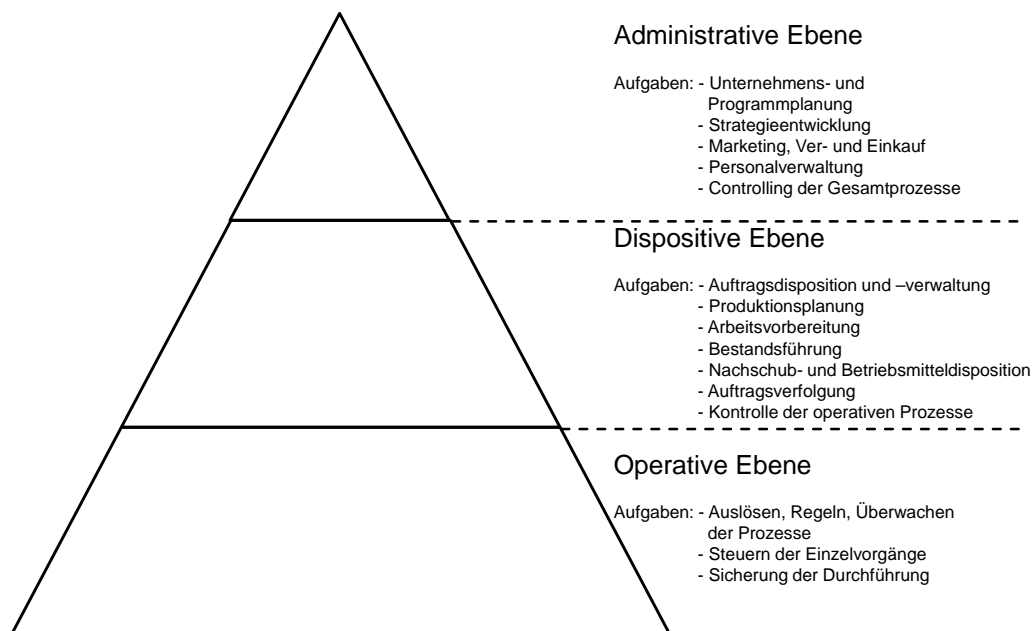 Administrative Ebene
Aufgaben: - Unternehmens- und
Programmplanung
- Strategieentwicklung
- Marketing, Ver- und Einkauf
- Personalverwaltung
- Controlling der Gesamtprozesse
Dispositive Ebene
Aufgaben: - Auftragsdisposition und –verwaltung
- Produktionsplanung
- Arbeitsvorbereitung
- Bestandsführung
- Nachschub- und Betriebsmitteldisposition
- Auftragsverfolgung
- Kontrolle der operativen Prozesse
Operative Ebene
Aufgaben: - Auslösen, Regeln, Überwachen
der Prozesse
- Steuern der Einzelvorgänge
- Sicherung der Durchführung